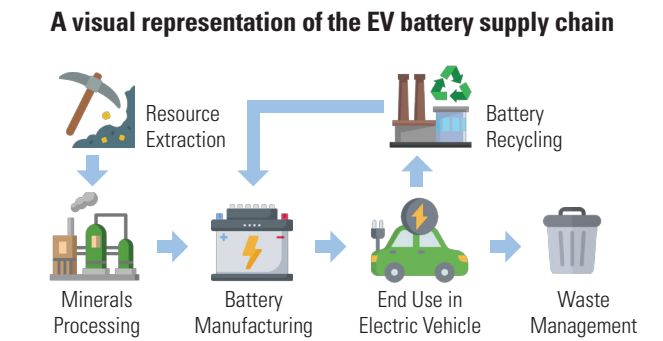 A visual representation of the EV battery supply chain
Resource
Extraction
Battery
Recycling
Minerals
Processing
Battery
Manufacturing
End Use in
Electric Vehicle
Waste
Management